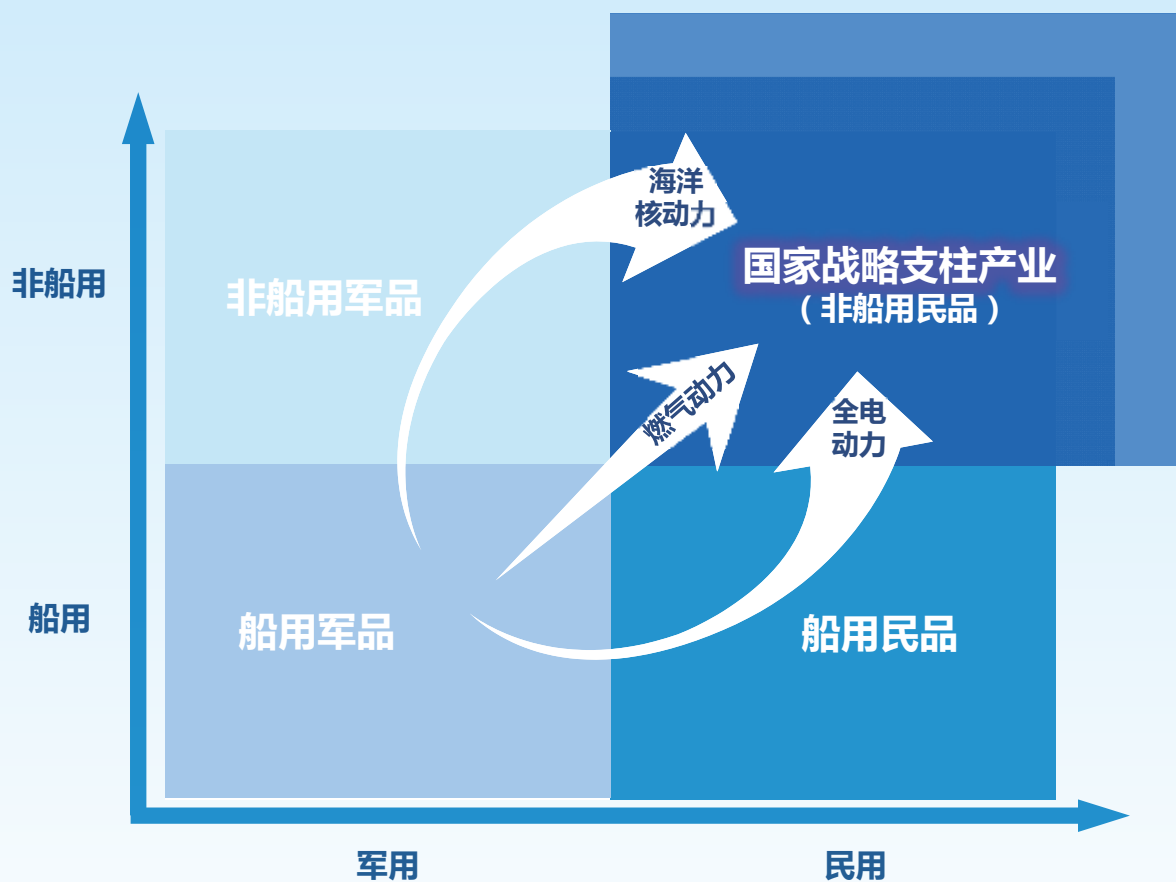 海洋
核动力
国家战略支柱产业
（非船用民品）
非船用
非船用军品
燃气动力
全电
动力
船用
船用军品
船用民品
军用
民用